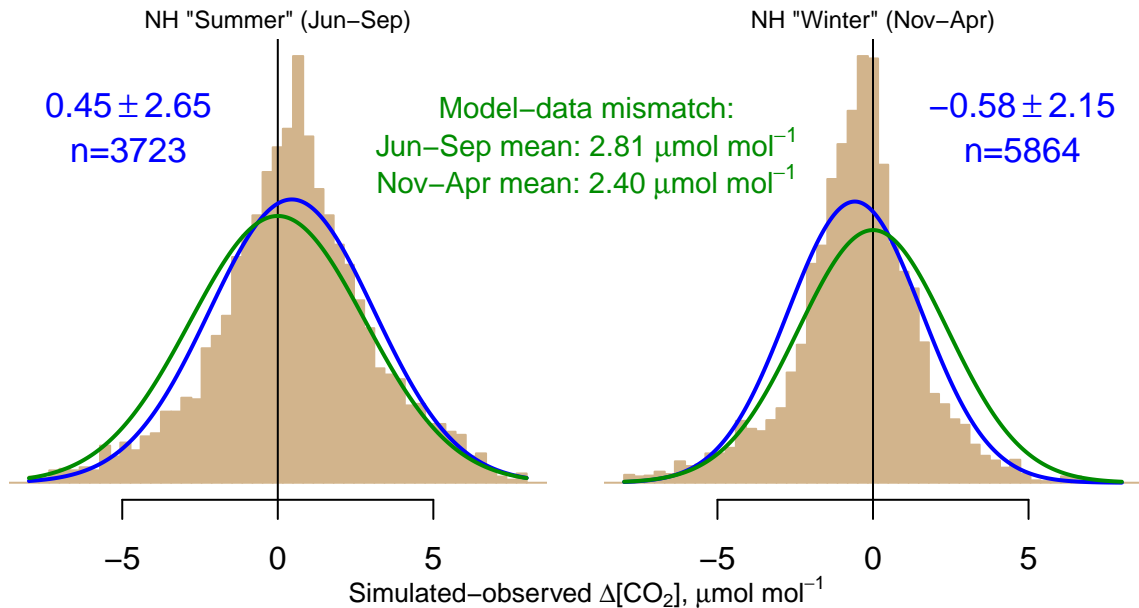 NH "Summer" (Jun−Sep)
NH "Winter" (Nov−Apr)
0.45 ± 2.65
n=3723
Model−data mismatch:
Jun−Sep mean: 2.81 μmol mol⁻¹
Nov−Apr mean: 2.40 μmol mol⁻¹
−0.58 ± 2.15
n=5864
−5 0 5
−5 0 5
Simulated−observed Δ[CO₂], μmol mol⁻¹